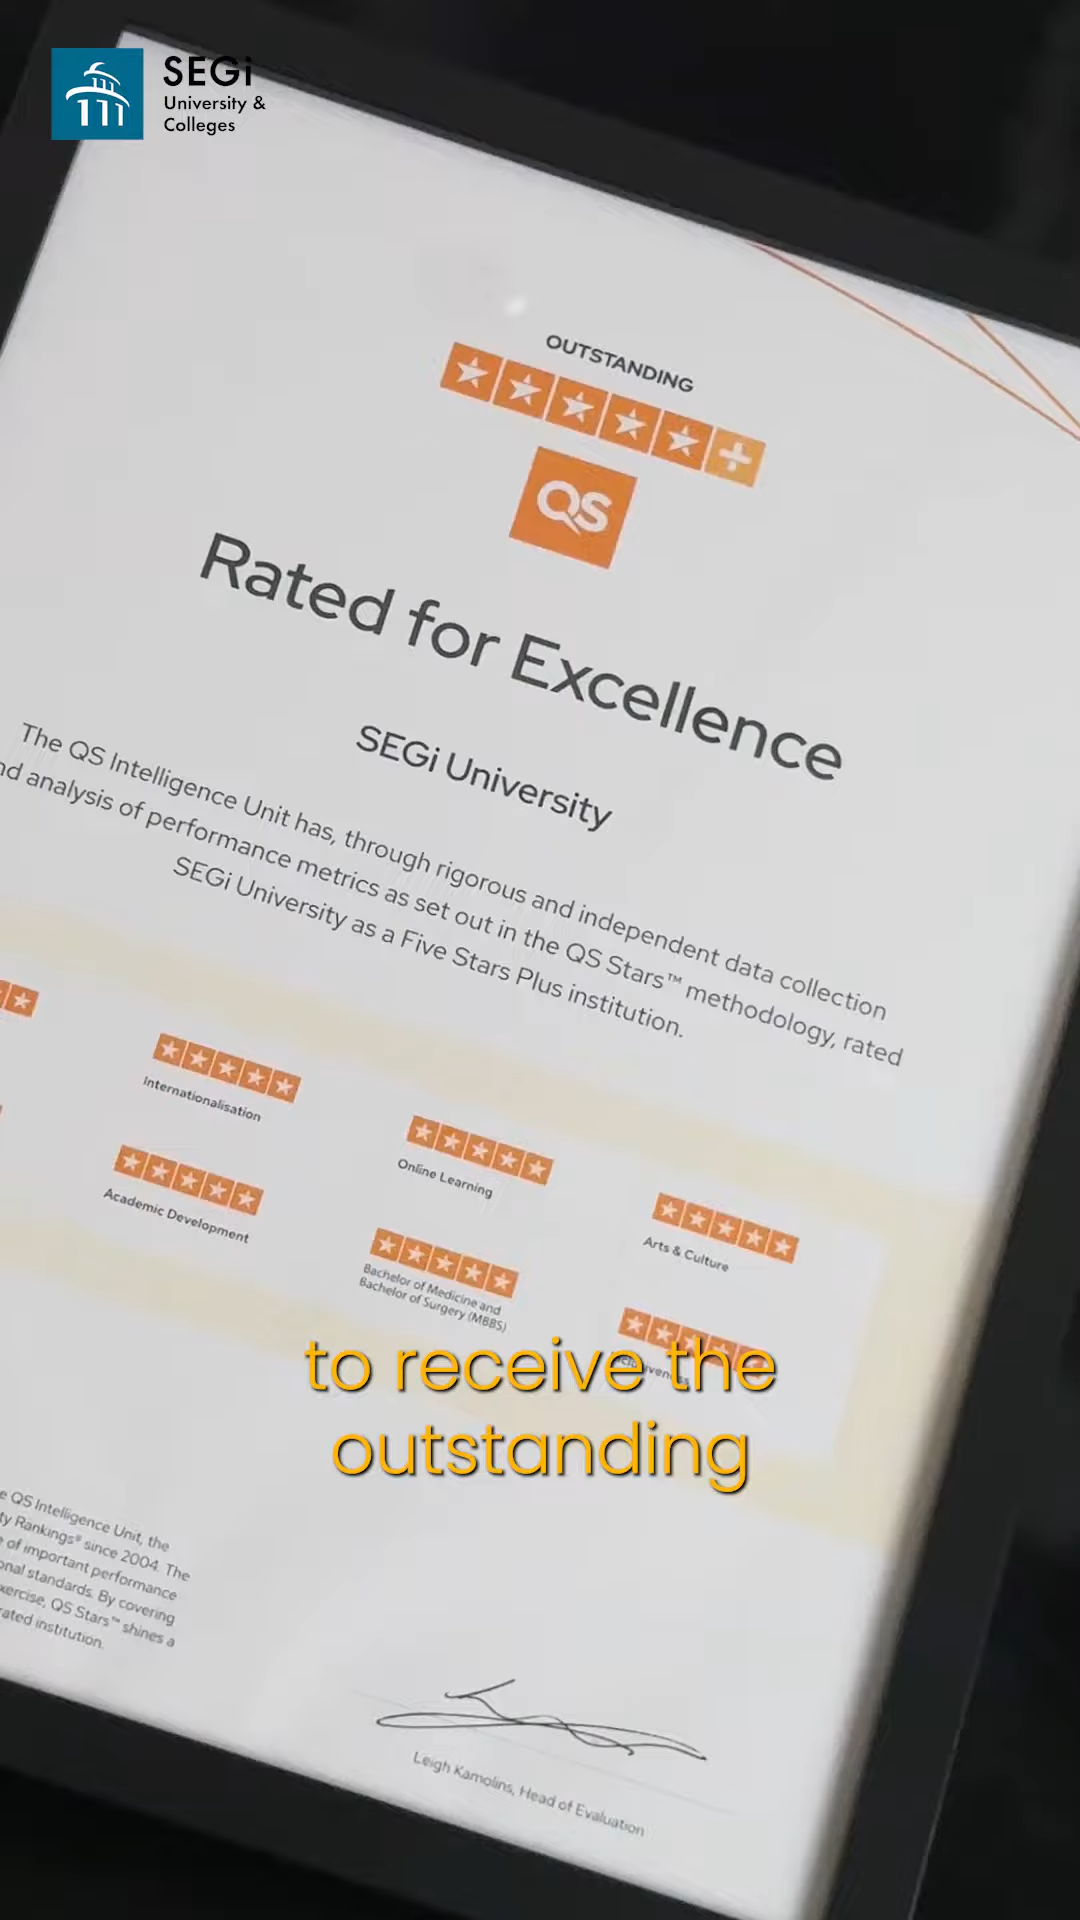 SEGi
University &
Colleges
OUTSTANDING
QS
Rated for Excellence
SEGi University
The QS Intelligence Unit has, through rigorous and independent data collection
analysis of performance metrics as set out in the QS Stars™ methodology, rated
SEGi University as a Five Stars Plus institution.
Internationalisation
Online Learning
Arts & Culture
Academic Development
Bachelor of Medicine and
Bachelor of Surgery (MBBS)
to receive the
outstanding
QS Intelligence Unit, the
Rankings® since 2004. The
of important performance
standards. By covering
QS Stars™ shines a
institution.
Leigh Kamolins, Head of Evaluation